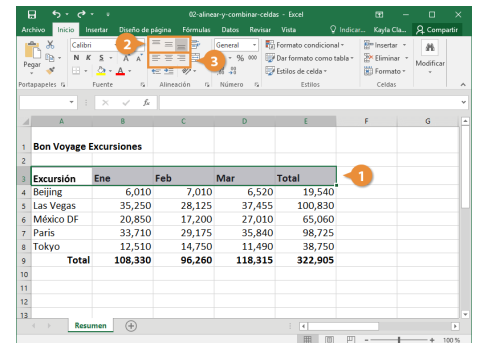 02-alinear-y-combinar-celdas - Excel
Archivo Inicio Insertar Diseño de página Fórmulas Datos Revisar Vista Indicar... Kayla Cla... Compartir
Pegar
Calibri
N K S
General
% 000
Formato condicional
Dar formato como tabla
Estilos de celda
Insertar
Eliminar
Formato
Modificar
Portapapeles Fuente Alineación Número Estilos Celdas
2
3
fx
A B C D E F G
1 Bon Voyage Excursiones
2
3 Excursión Ene Feb Mar Total
1
4 Beijing 6,010 7,010 6,520 19,540
5 Las Vegas 35,250 28,125 37,455 100,830
6 México DF 20,850 17,200 27,010 65,060
7 Paris 33,710 29,175 35,840 98,725
8 Tokyo 12,510 14,750 11,490 38,750
9 Total 108,330 96,260 118,315 322,905
10
11
12
13
Resumen
100 %